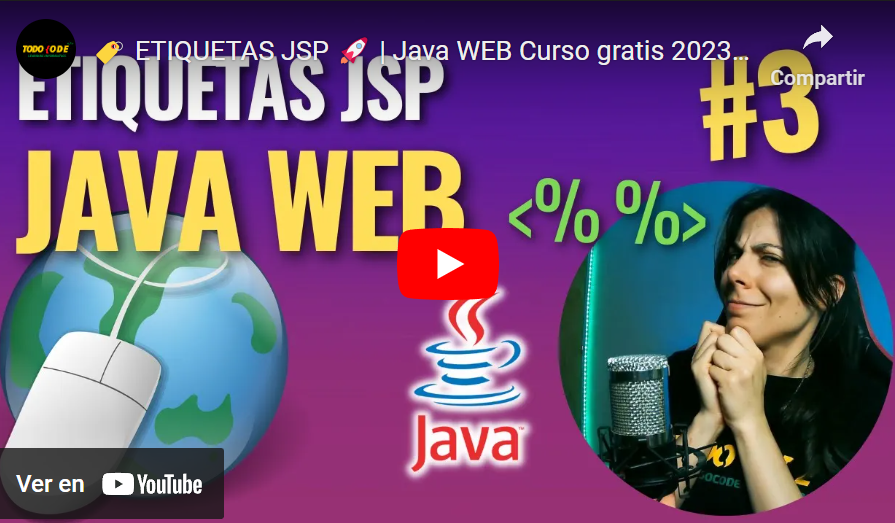 TODO CODE
🏷️ ETIQUETAS JSP 🚀 | Java WEB Curso gratis 2023...
Compartir
ETIQUETAS JSP
#3
JAVA WEB
<% %>
Java
Ver en YouTube